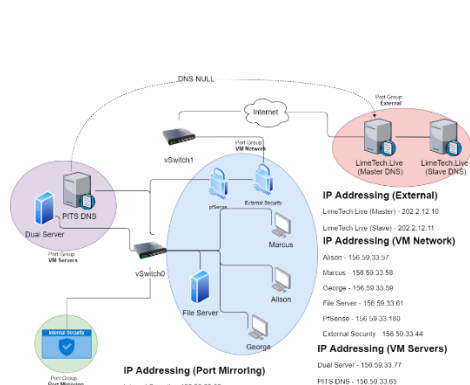 DNS NULL
Port Group:
External
Internet
vSwitch1
Port Group:
VM Network
LimeTech.Live
(Master DNS)
LimeTech.Live
(Slave DNS)
pfSense
External Security
PITS DNS
Dual Server
Port Group:
VM Servers
vSwitch0
Marcus
Alison
File Server
George
Internal Security
Port Group:
Port Mirroring
IP Addressing (External)
LimeTech Live (Master) - 202.2.12.10
LimeTech Live (Slave) - 202.2.12.11
IP Addressing (VM Network)
Alison - 156.59.33.57
Marcus - 156.59.33.58
George - 156.59.33.59
File Server - 156.59.33.61
PfSense - 156.59.33.180
External Security - 156.59.33.44
IP Addressing (VM Servers)
Dual Server - 156.59.33.77
PITS DNS - 156.59.33.65
IP Addressing (Port Mirroring)